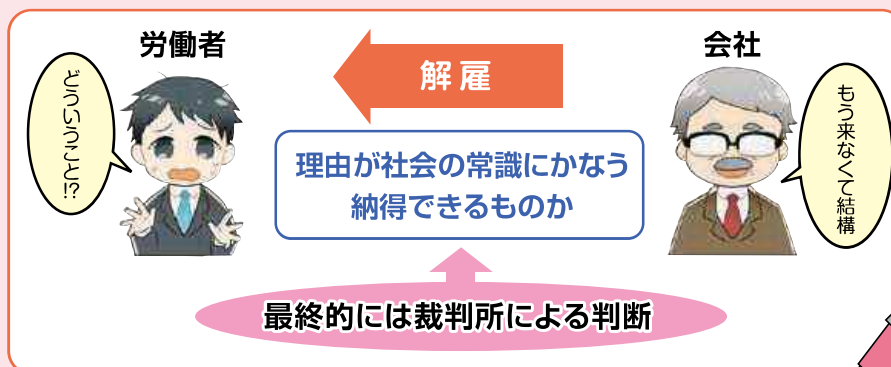 労働者
会社
解雇
どういうこと!?
もう来なくて結構
理由が社会の常識にかなう
納得できるものか
最終的には裁判所による判断